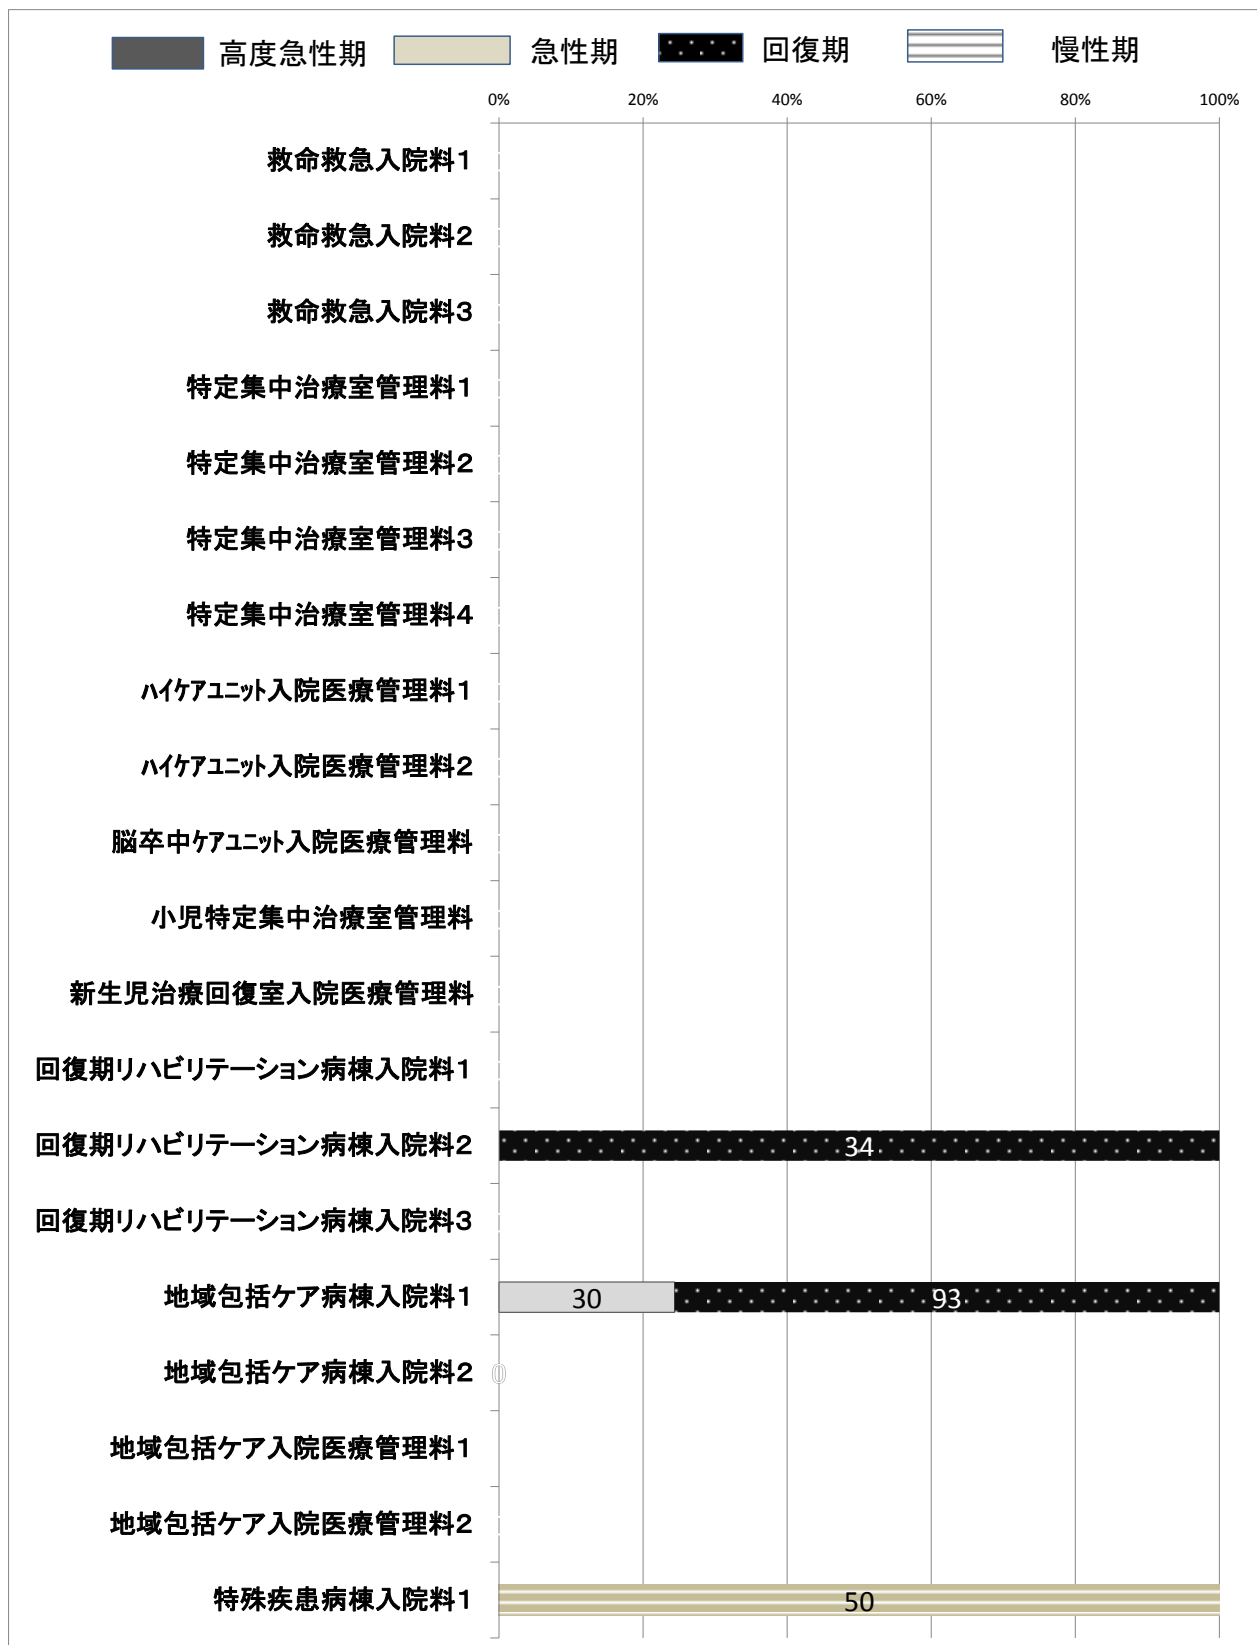 高度急性期 急性期 回復期 慢性期
0% 20% 40% 60% 80% 100%
救命救急入院料1
救命救急入院料2
救命救急入院料3
特定集中治療室管理料1
特定集中治療室管理料2
特定集中治療室管理料3
特定集中治療室管理料4
ﾊｲｹｱﾕﾆｯﾄ入院医療管理料1
ﾊｲｹｱﾕﾆｯﾄ入院医療管理料2
脳卒中ｹｱﾕﾆｯﾄ入院医療管理料
小児特定集中治療室管理料
新生児治療回復室入院医療管理料
回復期リハビリテーション病棟入院料1
回復期リハビリテーション病棟入院料2 34
回復期リハビリテーション病棟入院料3
地域包括ケア病棟入院料1 30 93
地域包括ケア病棟入院料2 0
地域包括ケア入院医療管理料1
地域包括ケア入院医療管理料2
特殊疾患病棟入院料1 50